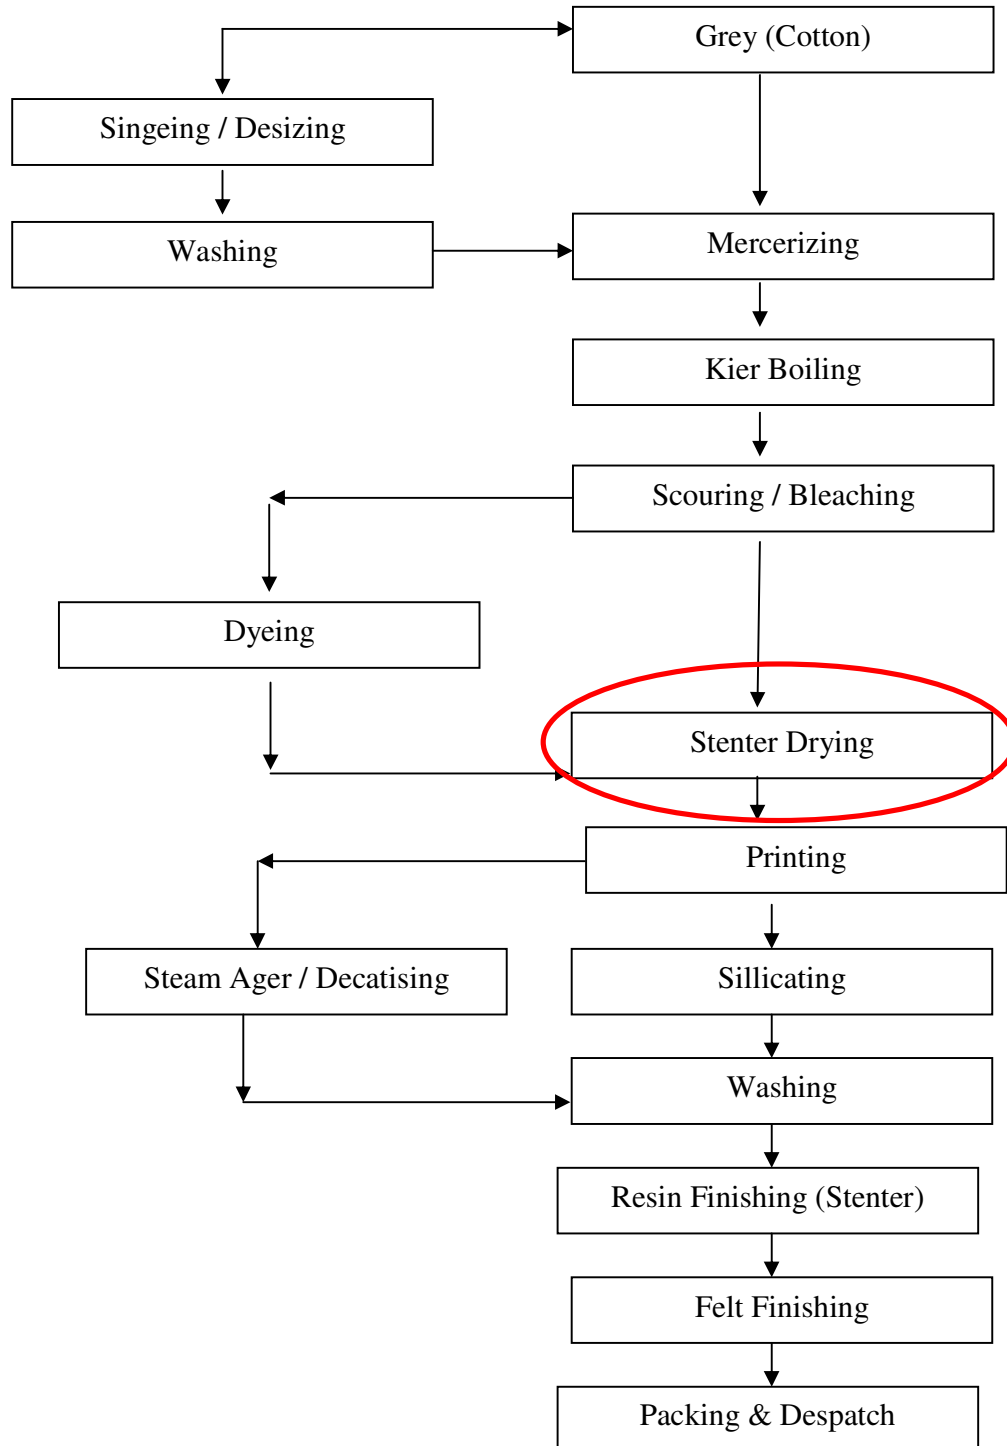 Grey (Cotton)
Singeing / Desizing
Washing
Mercerizing
Kier Boiling
Scouring / Bleaching
Dyeing
Stenter Drying
Printing
Steam Ager / Decatising
Sillicating
Washing
Resin Finishing (Stenter)
Felt Finishing
Packing & Despatch